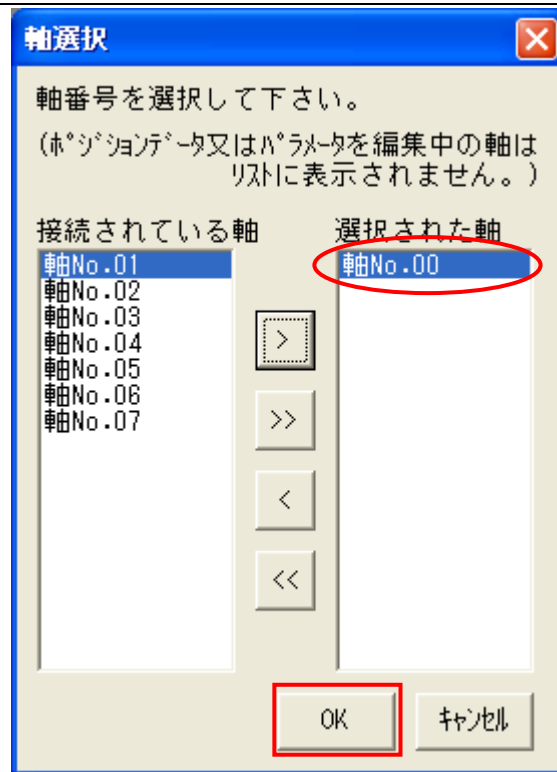 軸選択
軸番号を選択して下さい。
(ﾎﾟｼﾞｼｮﾝﾃﾞｰﾀ又はﾊﾟﾗﾒｰﾀを編集中の軸は
ﾘｽﾄに表示されません。)
接続されている軸
選択された軸
軸No.01
軸No.02
軸No.03
軸No.04
軸No.05
軸No.06
軸No.07
軸No.00
>
>>
<
<<
OK
ｷｬﾝｾﾙ